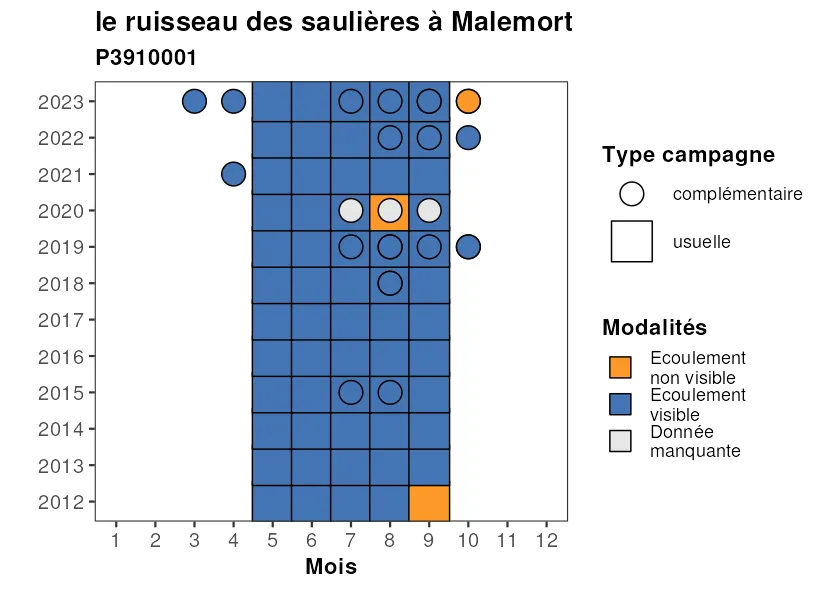 le ruisseau des saulières à Malemort
P3910001
2023
2022
2021
2020
2019
2018
2017
2016
2015
2014
2013
2012
1 2 3 4 5 6 7 8 9 10 11 12
Mois
Type campagne
complémentaire
usuelle
Modalités
Ecoulement
non visible
Ecoulement
visible
Donnée
manquante